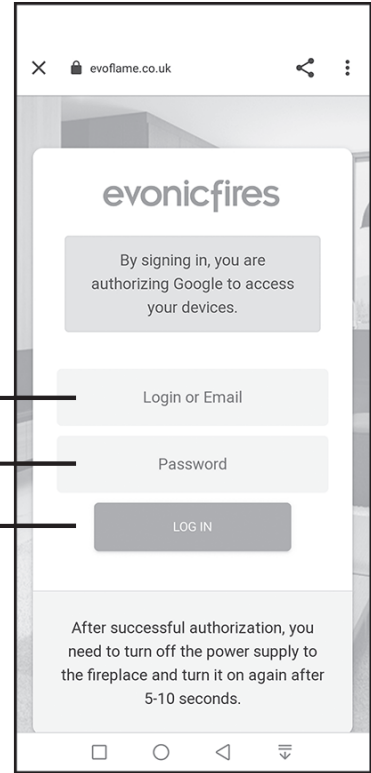 evoflame.co.uk
evonicfires
By signing in, you are
authorizing Google to access
your devices.
Login or Email
Password
LOG IN
After successful authorization, you
need to turn off the power supply to
the fireplace and turn it on again after
5-10 seconds.